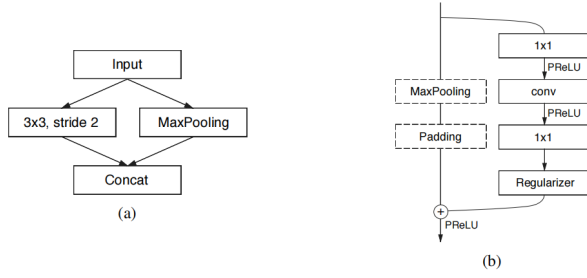 Input
3x3, stride 2
MaxPooling
Concat
(a)
1x1
PReLU
MaxPooling
conv
PReLU
Padding
1x1
Regularizer
+
PReLU
(b)